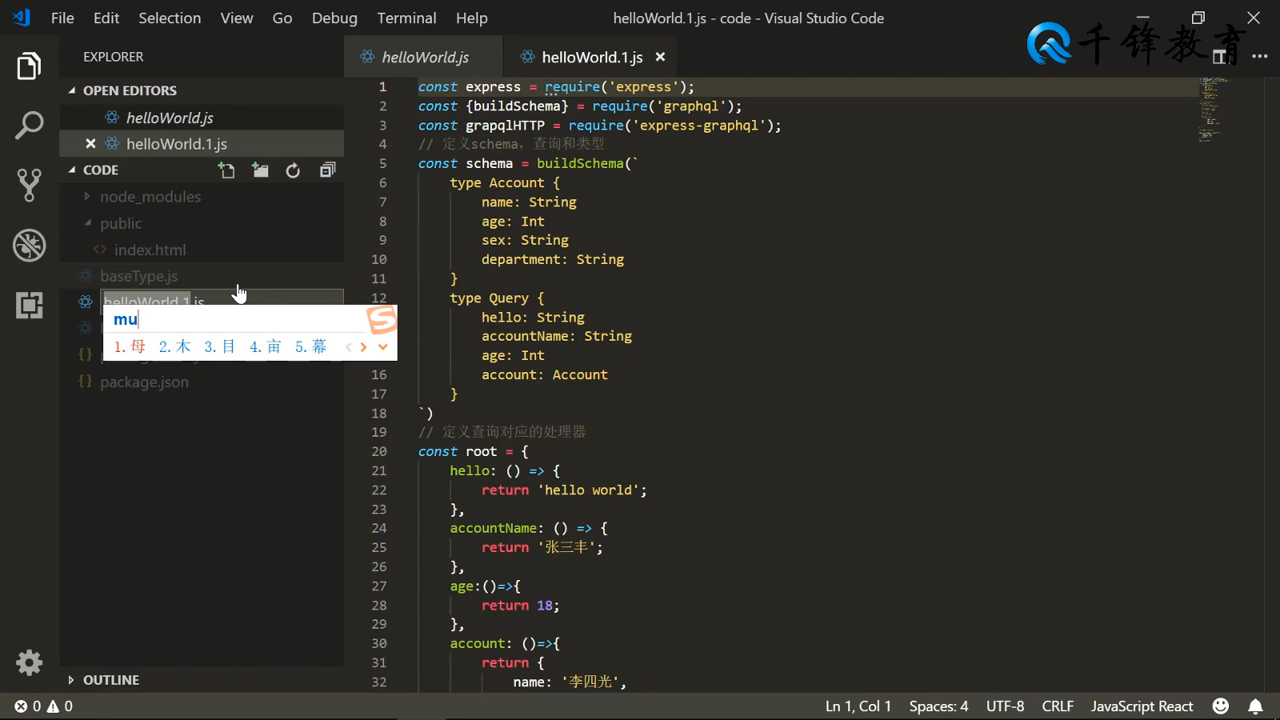 File Edit Selection View Go Debug Terminal Help
helloWorld.1.js - code - Visual Studio Code
千锋教育
EXPLORER
helloWorld.js
helloWorld.1.js
OPEN EDITORS
helloWorld.js
helloWorld.1.js
CODE
node_modules
public
index.html
baseType.js
helloWorld.1.js
mu
1.母 2.木 3.目 4.亩 5.幕
package.json
OUTLINE
1 const express = require('express');
2 const {buildSchema} = require('graphql');
3 const grapqlHTTP = require('express-graphql');
4 // 定义schema，查询和类型
5 const schema = buildSchema(`
6 type Account {
7 name: String
8 age: Int
9 sex: String
10 department: String
11 }
12 type Query {
hello: String
accountName: String
age: Int
16 account: Account
17 }
18 `)
19 // 定义查询对应的处理器
20 const root = {
21 hello: () => {
22 return 'hello world';
23 },
24 accountName: () => {
25 return '张三丰';
26 },
27 age:()=>{
28 return 18;
29 },
30 account: ()=>{
31 return {
32 name: '李四光',
0 0
Ln 1, Col 1 Spaces: 4 UTF-8 CRLF JavaScript React